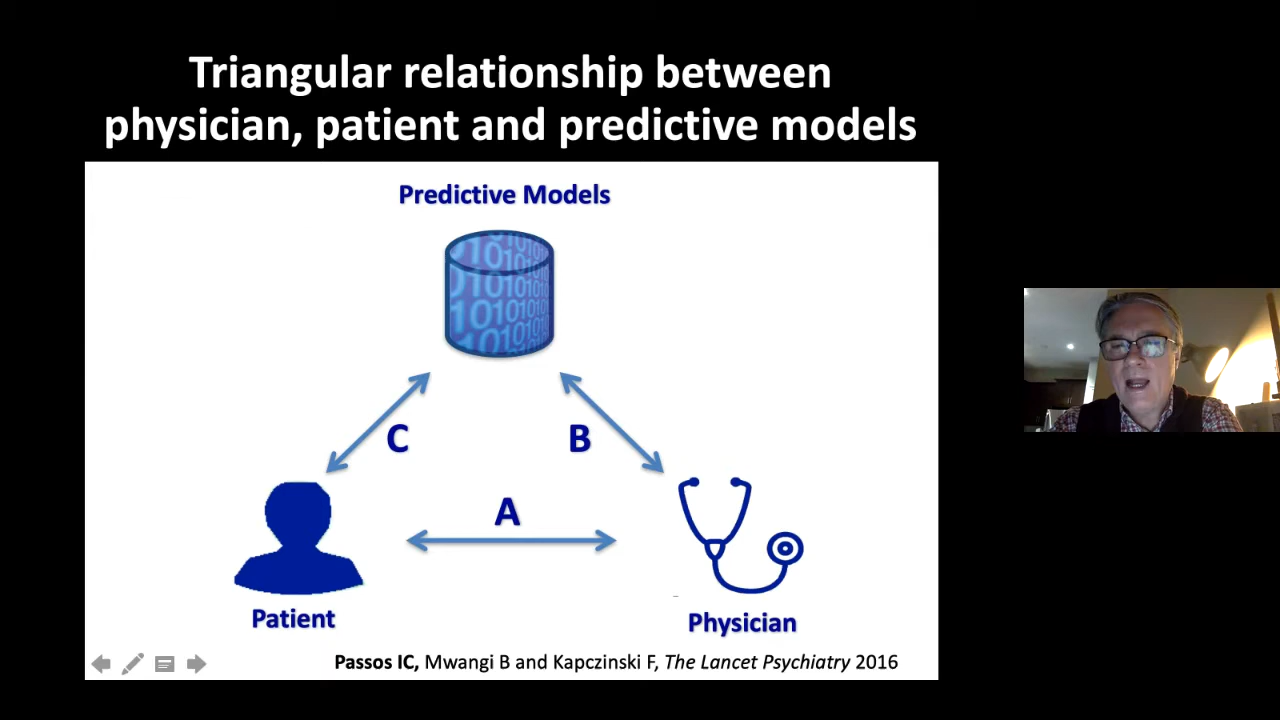 Triangular relationship between
physician, patient and predictive models
Predictive Models
C
B
A
Patient
Physician
Passos IC, Mwangi B and Kapczinski F, The Lancet Psychiatry 2016